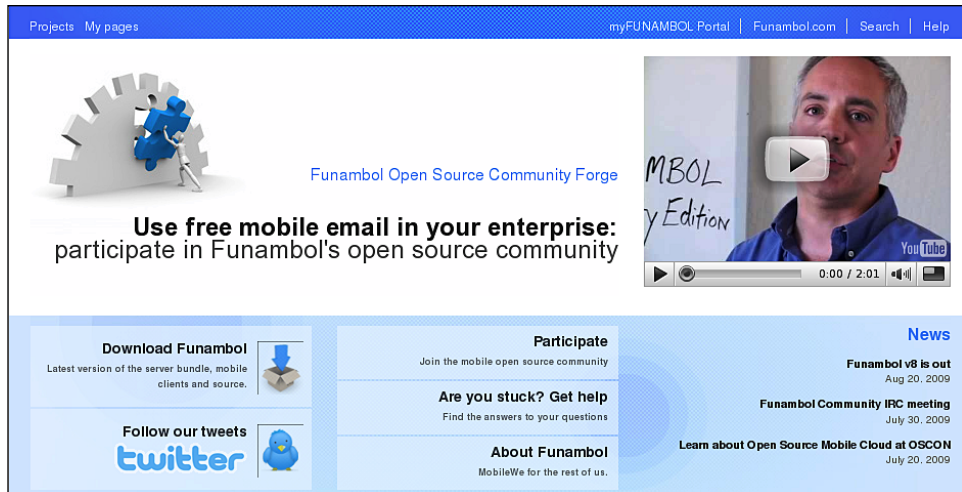 Projects My pages
myFUNAMBOL Portal | Funambol.com | Search | Help
Funambol Open Source Community Forge
Use free mobile email in your enterprise:
participate in Funambol's open source community
MBOL
y Edition
YouTube
0:00 / 2:01
Download Funambol
Latest version of the server bundle, mobile
clients and source.
Follow our tweets
twitter
Participate
Join the mobile open source community
Are you stuck? Get help
Find the answers to your questions
About Funambol
MobileWe for the rest of us.
News
Funambol v8 is out
Aug 20. 2009
Funambol Community IRC meeting
July 30. 2009
Learn about Open Source Mobile Cloud at OSCON
July 20. 2009